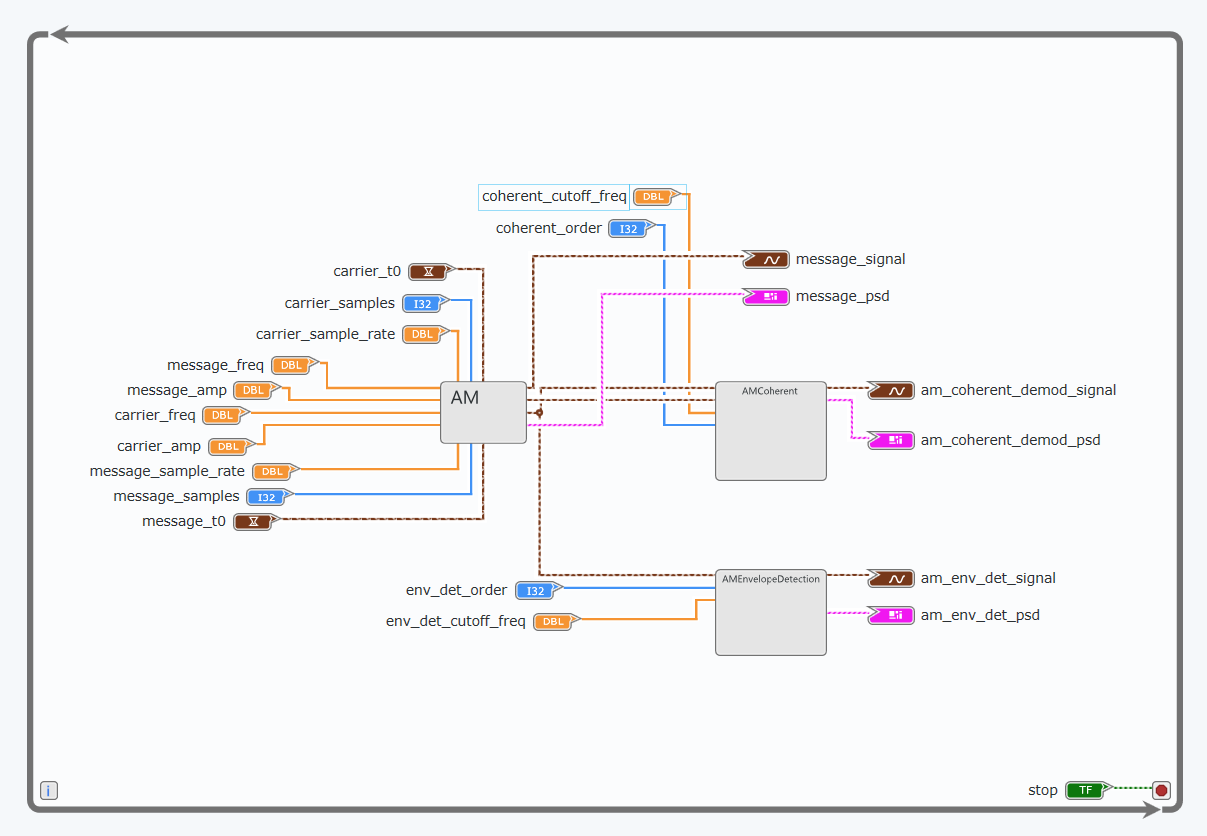 coherent_cutoff_freq DBL
coherent_order I32
message_signal
carrier_t0
message_psd
carrier_samples I32
carrier_sample_rate DBL
message_freq DBL
message_amp DBL
AM
AMCoherent
am_coherent_demod_signal
carrier_freq DBL
carrier_amp DBL
am_coherent_demod_psd
message_sample_rate DBL
message_samples I32
message_t0
AMEnvelopeDetection
am_env_det_signal
env_det_order I32
am_env_det_psd
env_det_cutoff_freq DBL
i
stop TF